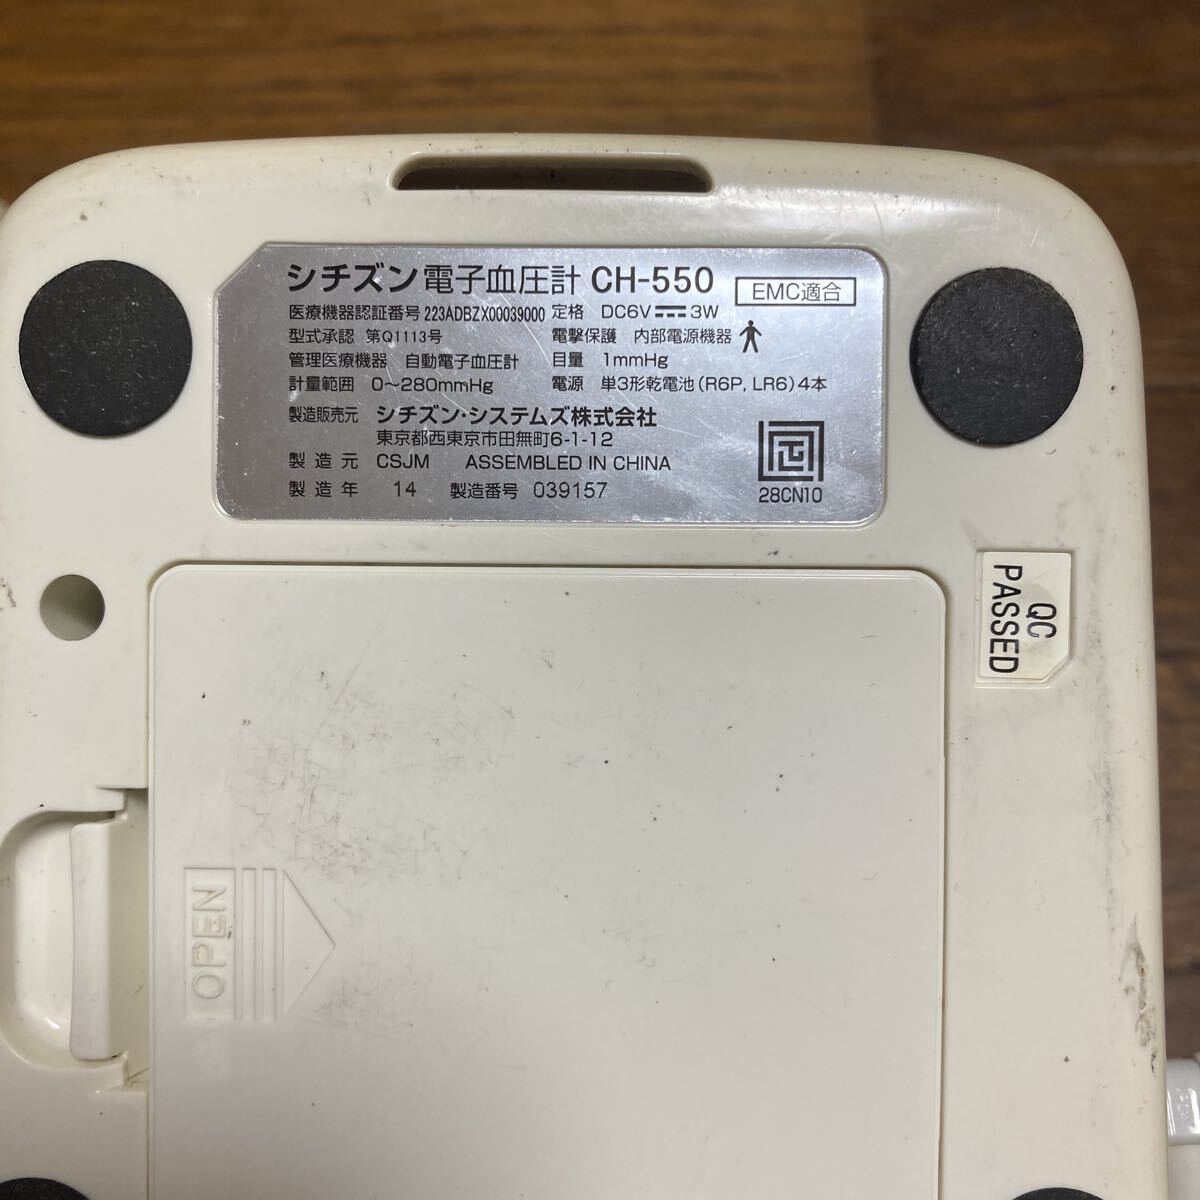 シチズン電子血圧計 CH-550 EMC適合
医療機器認証番号 223ADBZX00039000 定格 DC6V 3W
型式承認 第Q1113号 電撃保護 内部電源機器
管理医療機器 自動電子血圧計 目量 1mmHg
計量範囲 0～280mmHg 電源 単3形乾電池(R6P, LR6)4本
製造販売元 シチズン・システムズ株式会社
東京都西東京市田無町6-1-12
製造元 CSJM ASSEMBLED IN CHINA
製造年 14 製造番号 039157
28CN10
QC
PASSED
OPEN